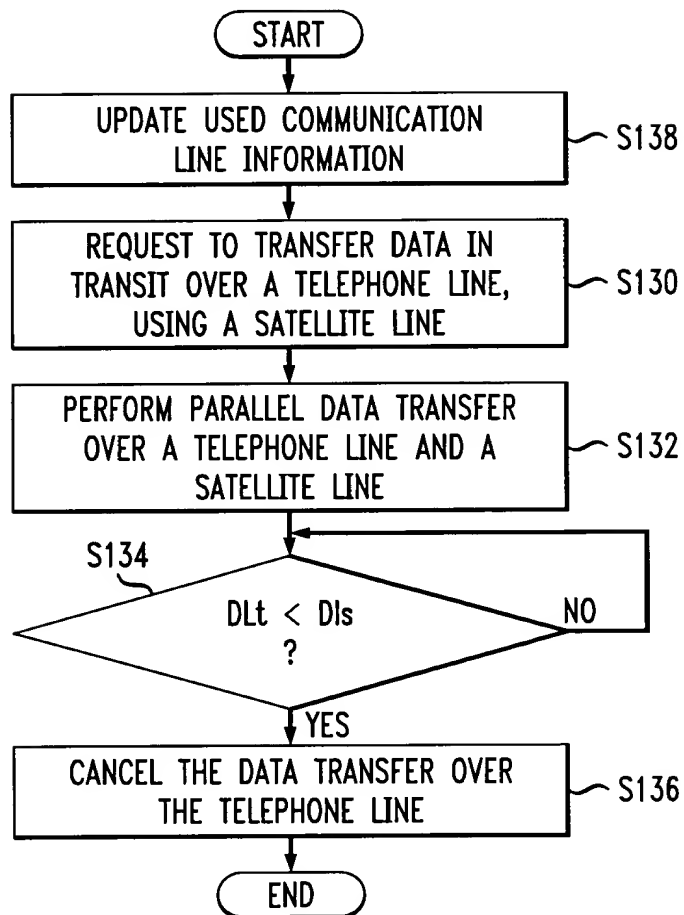 START
UPDATE USED COMMUNICATION
LINE INFORMATION
S138
REQUEST TO TRANSFER DATA IN
TRANSIT OVER A TELEPHONE LINE,
USING A SATELLITE LINE
S130
PERFORM PARALLEL DATA TRANSFER
OVER A TELEPHONE LINE AND A
SATELLITE LINE
S132
S134
DLt < DIs
?
NO
YES
CANCEL THE DATA TRANSFER OVER
THE TELEPHONE LINE
S136
END